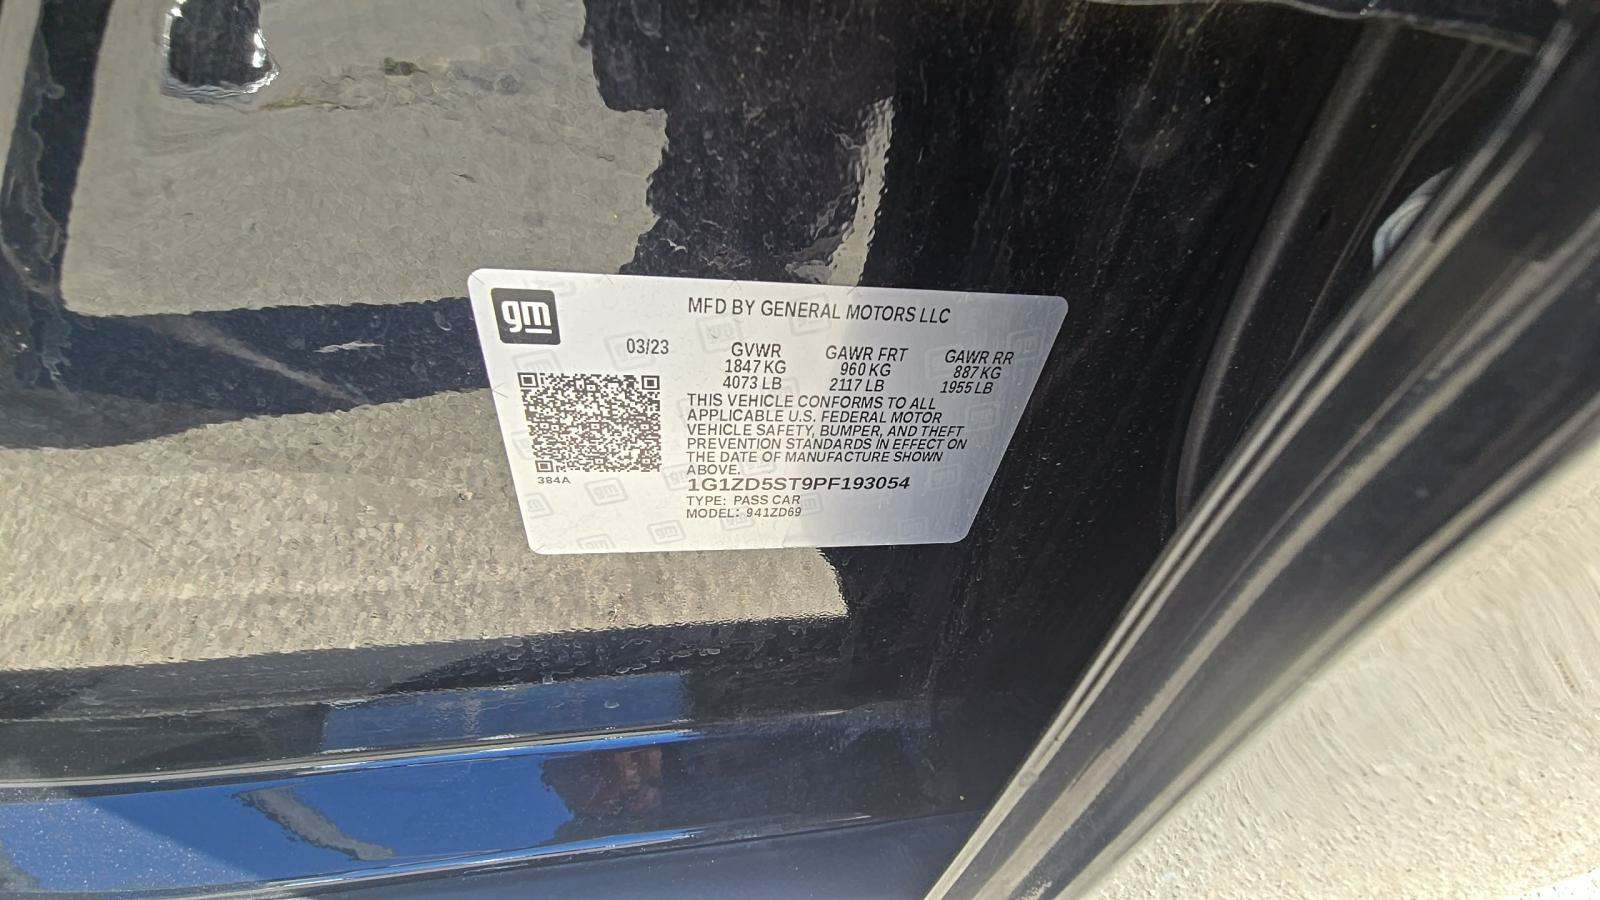 gm
MFD BY GENERAL MOTORS LLC
03/23 GVWR GAWR FRT GAWR RR
1847 KG 960 KG 887 KG
4073 LB 2117 LB 1955 LB
THIS VEHICLE CONFORMS TO ALL
APPLICABLE U.S. FEDERAL MOTOR
VEHICLE SAFETY, BUMPER, AND THEFT
PREVENTION STANDARDS IN EFFECT ON
THE DATE OF MANUFACTURE SHOWN
ABOVE.
384A
1G1ZD5ST9PF193054
TYPE: PASS CAR
MODEL: 941ZD69